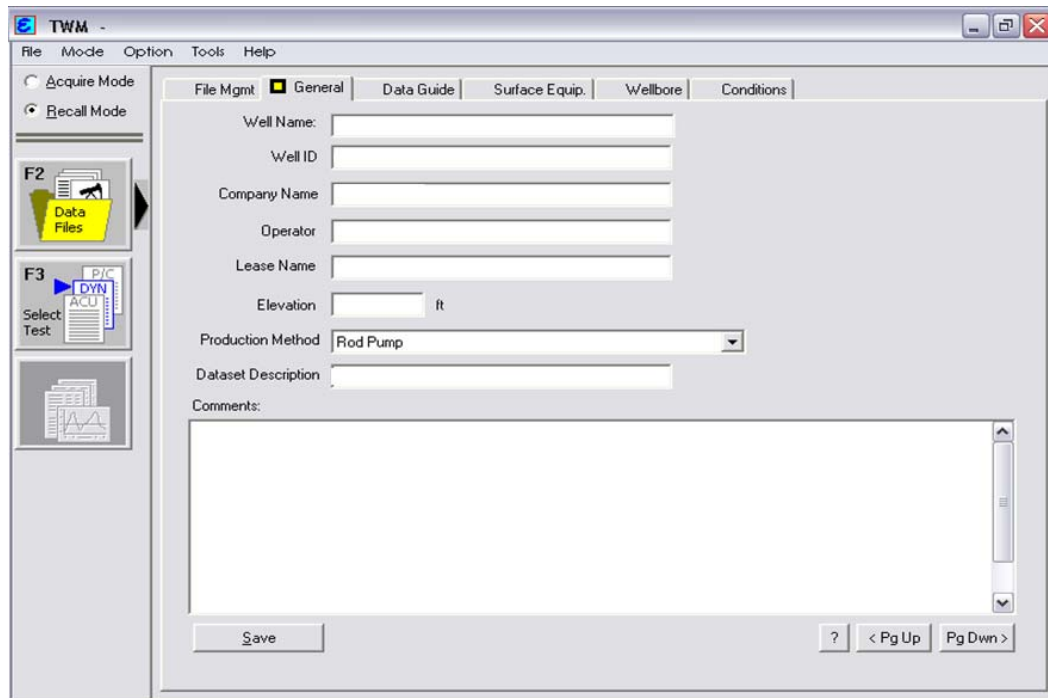 TWM -
File Mode Option Tools Help
Acquire Mode
Recall Mode
F2
Data
Files
F3
P/C
DYN
ACU
Select
Test
File Mgmt General Data Guide Surface Equip. Wellbore Conditions
Well Name:
Well ID
Company Name
Operator
Lease Name
Elevation ft
Production Method Rod Pump
Dataset Description
Comments:
Save ? < Pg Up Pg Dwn >